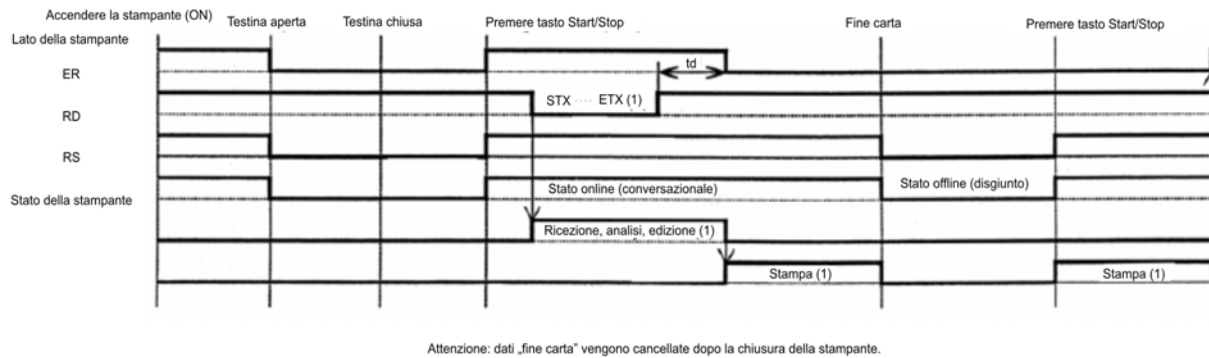 Accendere la stampante (ON)
Testina aperta
Testina chiusa
Premere tasto Start/Stop
Fine carta
Premere tasto Start/Stop
Lato della stampante
ER
td
STX ···· ETX (1)
RD
RS
Stato online (conversazionale)
Stato offline (disgiunto)
Stato della stampante
Ricezione, analisi, edizione (1)
Stampa (1)
Stampa (1)
Attenzione: dati „fine carta” vengono cancellate dopo la chiusura della stampante.